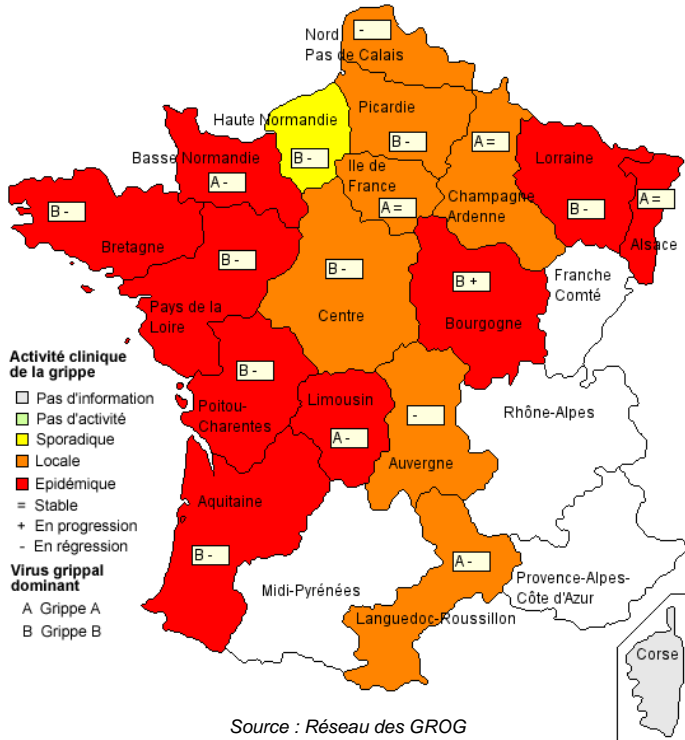 Nord
Pas de Calais
-
Picardie
B -
Haute Normandie
B -
Basse Normandie
A -
Ile de
France
A =
A =
Champagne
Ardenne
Lorraine
B -
A =
Alsace
B -
Bretagne
B -
Pays de la
Loire
B -
Centre
B +
Bourgogne
Franche
Comté
B -
Poitou-
Charentes
Limousin
A -
-
Auvergne
Rhône-Alpes
Aquitaine
B -
Midi-Pyrénées
A -
Languedoc-Roussillon
Provence-Alpes-
Côte d'Azur
Corse
Activité clinique
de la grippe
Pas d'information
Pas d'activité
Sporadique
Locale
Epidémique
= Stable
+ En progression
- En régression
Virus grippal
dominant
A Grippe A
B Grippe B
Source : Réseau des GROG